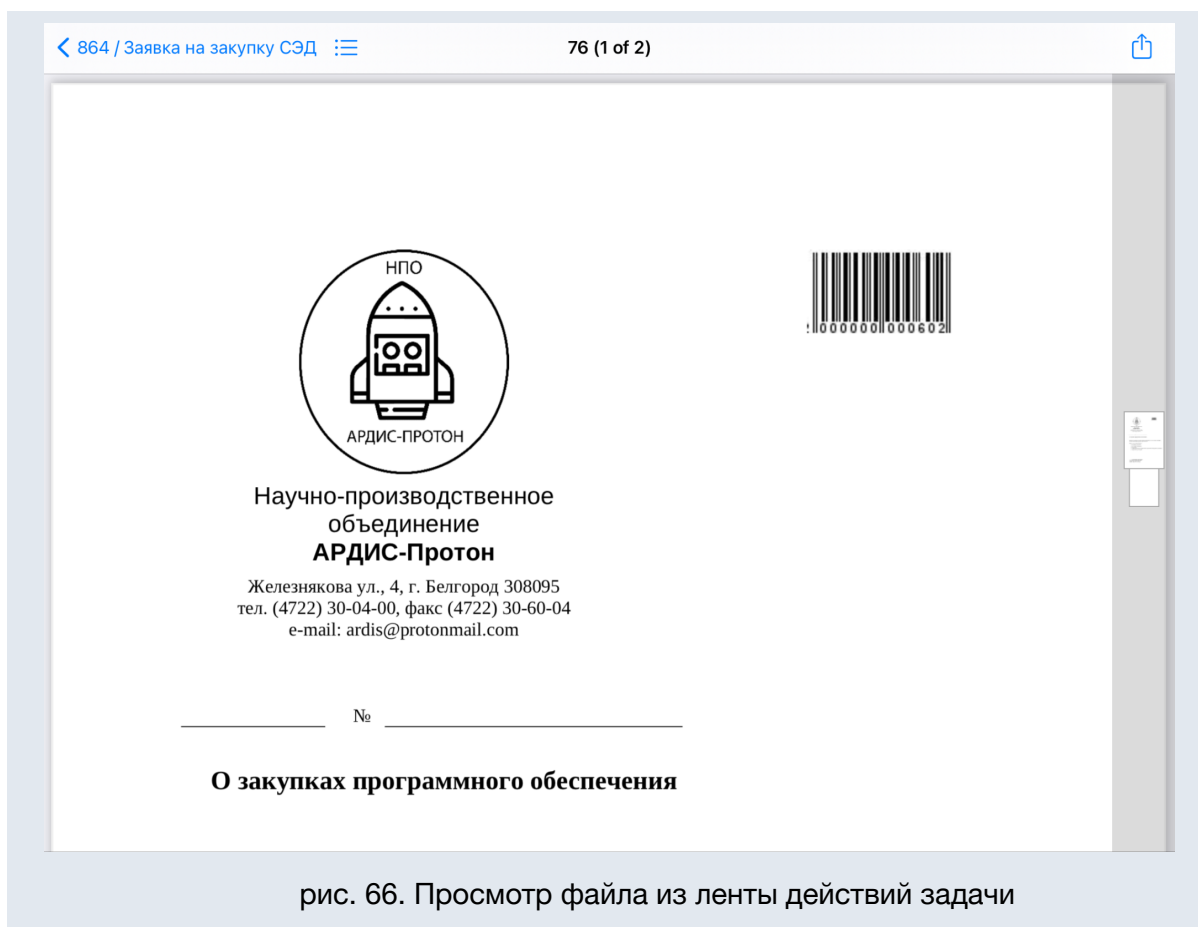 864 / Заявка на закупку СЭД
76 (1 of 2)
НПО
АРДИС-ПРОТОН
000000 000602
Научно-производственное
объединение
АРДИС-Протон
Железнякова ул., 4, г. Белгород 308095
тел. (4722) 30-04-00, факс (4722) 30-60-04
e-mail: ardis@protonmail.com
№
О закупках программного обеспечения
рис. 66. Просмотр файла из ленты действий задачи